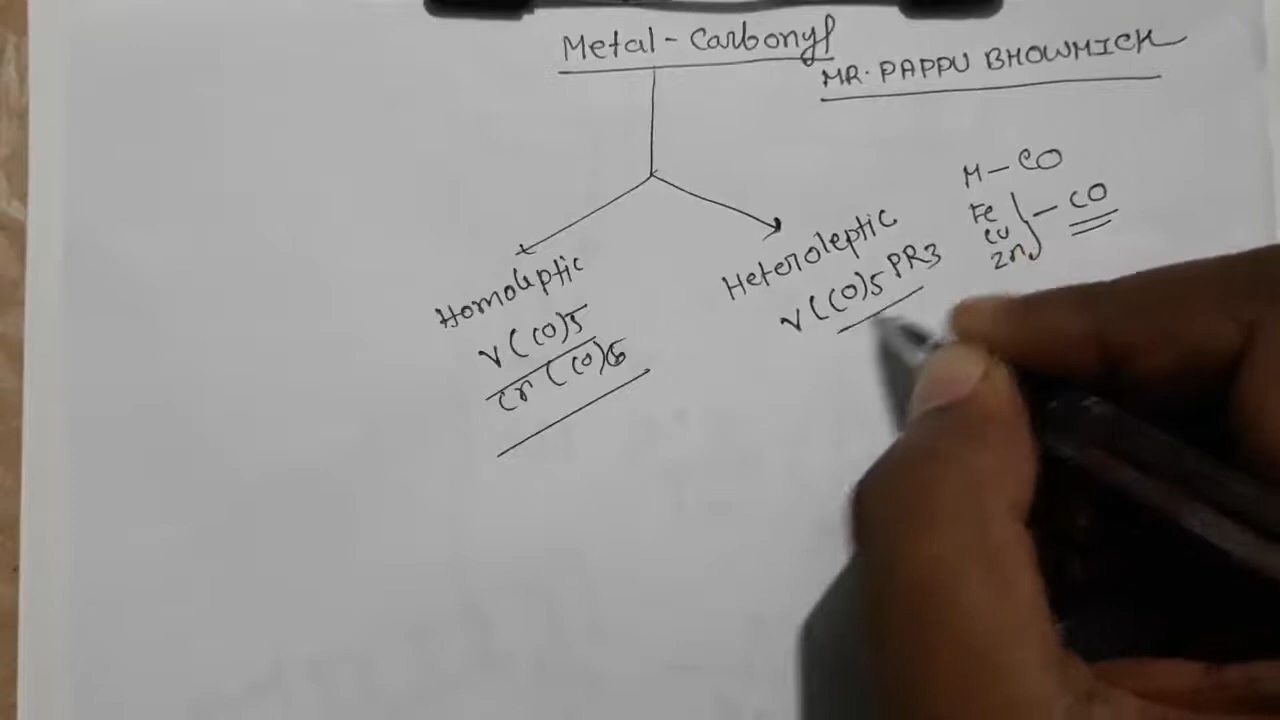 Metal-Carbonyl
MR. PAPPU BHOWMICK
M-CO
Fe
Cu
Zn
-CO
Homoleptic
V(CO)5
Cr(CO)6
Heteroleptic
V(CO)5PR3